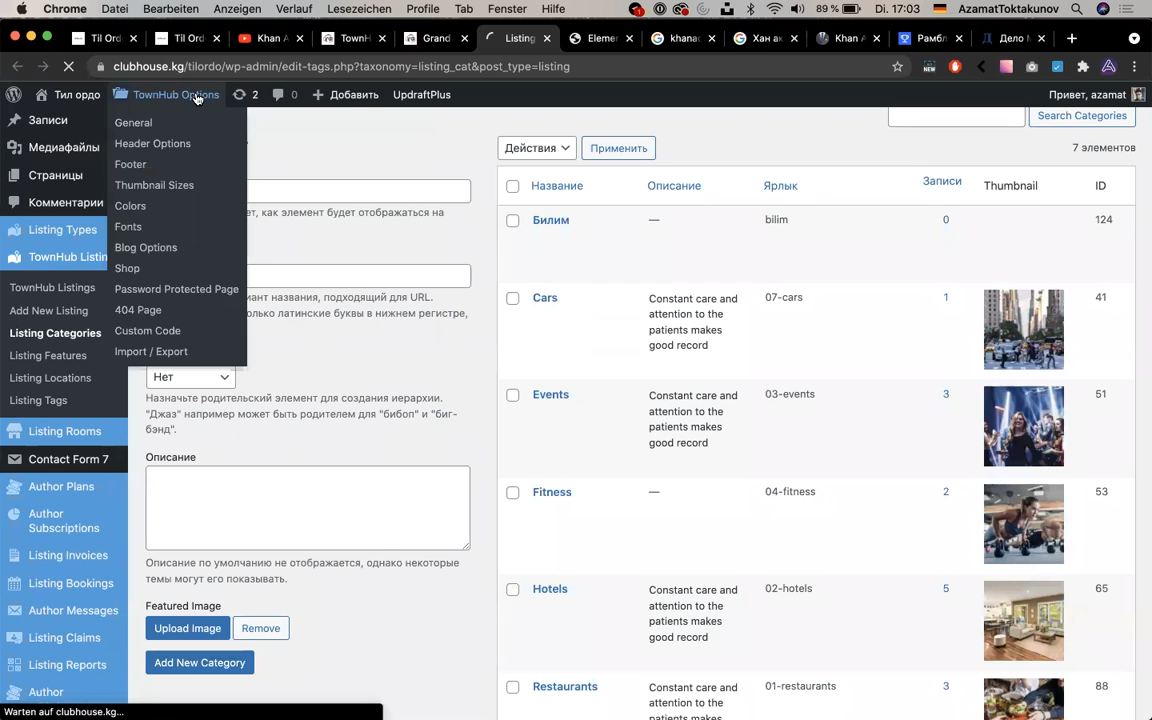 Chrome Datei Bearbeiten Anzeigen Verlauf Lesezeichen Profile Tab Fenster Hilfe 89 % Di. 17:03 AzamatToktakunov
Til Ord Til Ord Khan A TownH Grand Listing Elemer khanac Хан ак Khan A Рамбл Дело М
clubhouse.kg/tilordo/wp-admin/edit-tags.php?taxonomy=listing_cat&post_type=listing
Тил ордо TownHub Options 2 0 Добавить UpdraftPlus Привет, azamat
Записи
Медиафайлы
Страницы
Комментарии
Listing Types
TownHub Listin
TownHub Listings
Add New Listing
Listing Categories
Listing Features
Listing Locations
Listing Tags
Listing Rooms
Contact Form 7
Author Plans
Author
Subscriptions
Listing Invoices
Listing Bookings
Author Messages
Listing Claims
Listing Reports
Author
General
Header Options
Footer
Thumbnail Sizes
Colors
Fonts
Blog Options
Shop
Password Protected Page
404 Page
Custom Code
Import / Export
ет, как элемент будет отображаться на
иант названия, подходящий для URL.
олько латинские буквы в нижнем регистре,
Нет
Назначьте родительский элемент для создания иерархии.
"Джаз" например может быть родителем для "бибоп" и "биг-
бэнд".
Описание
Описание по умолчанию не отображается, однако некоторые
темы могут его показывать.
Featured Image
Upload Image Remove
Add New Category
Search Categories
Действия Применить 7 элементов
Название Описание Ярлык Записи Thumbnail ID
Билим — bilim 0 124
Cars Constant care and 07-cars 1 41
attention to the
patients makes
good record
Events Constant care and 03-events 3 51
attention to the
patients makes
good record
Fitness — 04-fitness 2 53
Hotels Constant care and 02-hotels 5 65
attention to the
patients makes
good record
Restaurants Constant care and 01-restaurants 3 88
attention to the
patients makes
Warten auf clubhouse.kg...